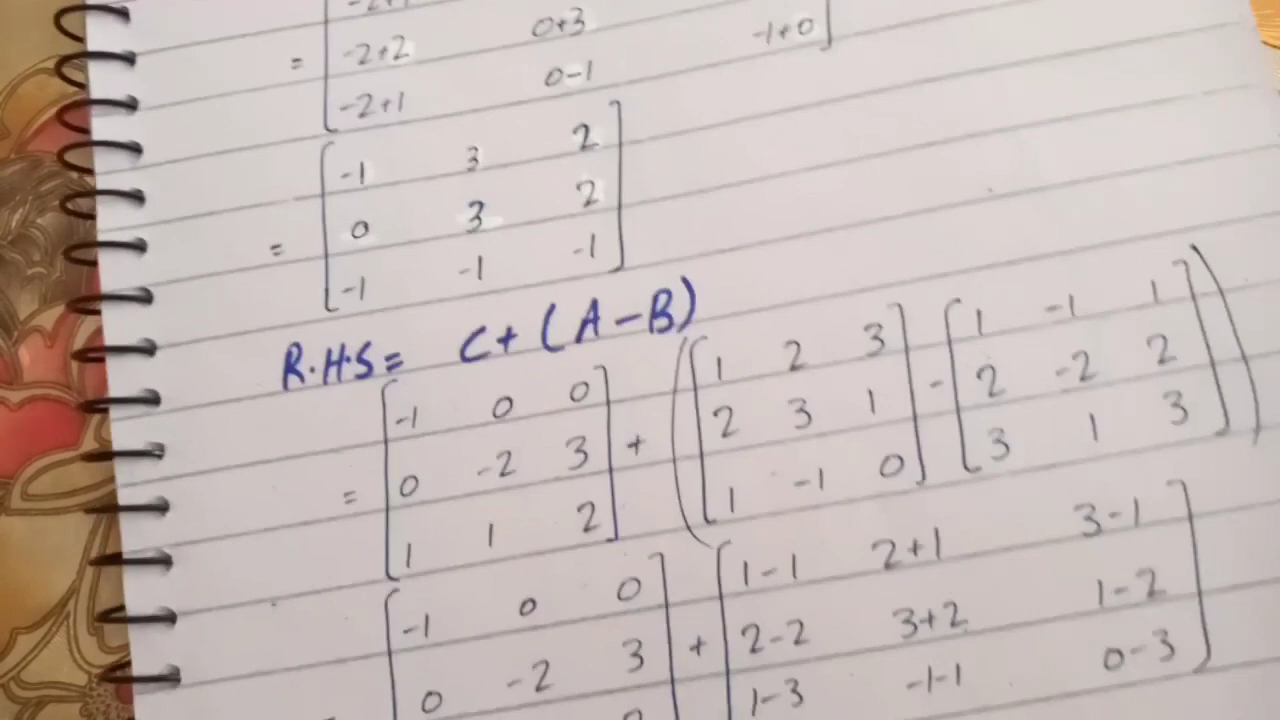 -2+2 0+3 -1+0
= -2+1 0-1
-1 3 2
= 0 3 2
-1 -1 -1
R.H.S = C+(A-B)
-1 0 0 1 2 3 1 -1 1
= 0 -2 3 + 2 3 1 - 2 -2 2
1 1 2 1 -1 0 3 1 3
-1 0 0 1-1 2+1 3-1
0 -2 3 + 2-2 3+2 1-2
1-3 -1-1 0-3